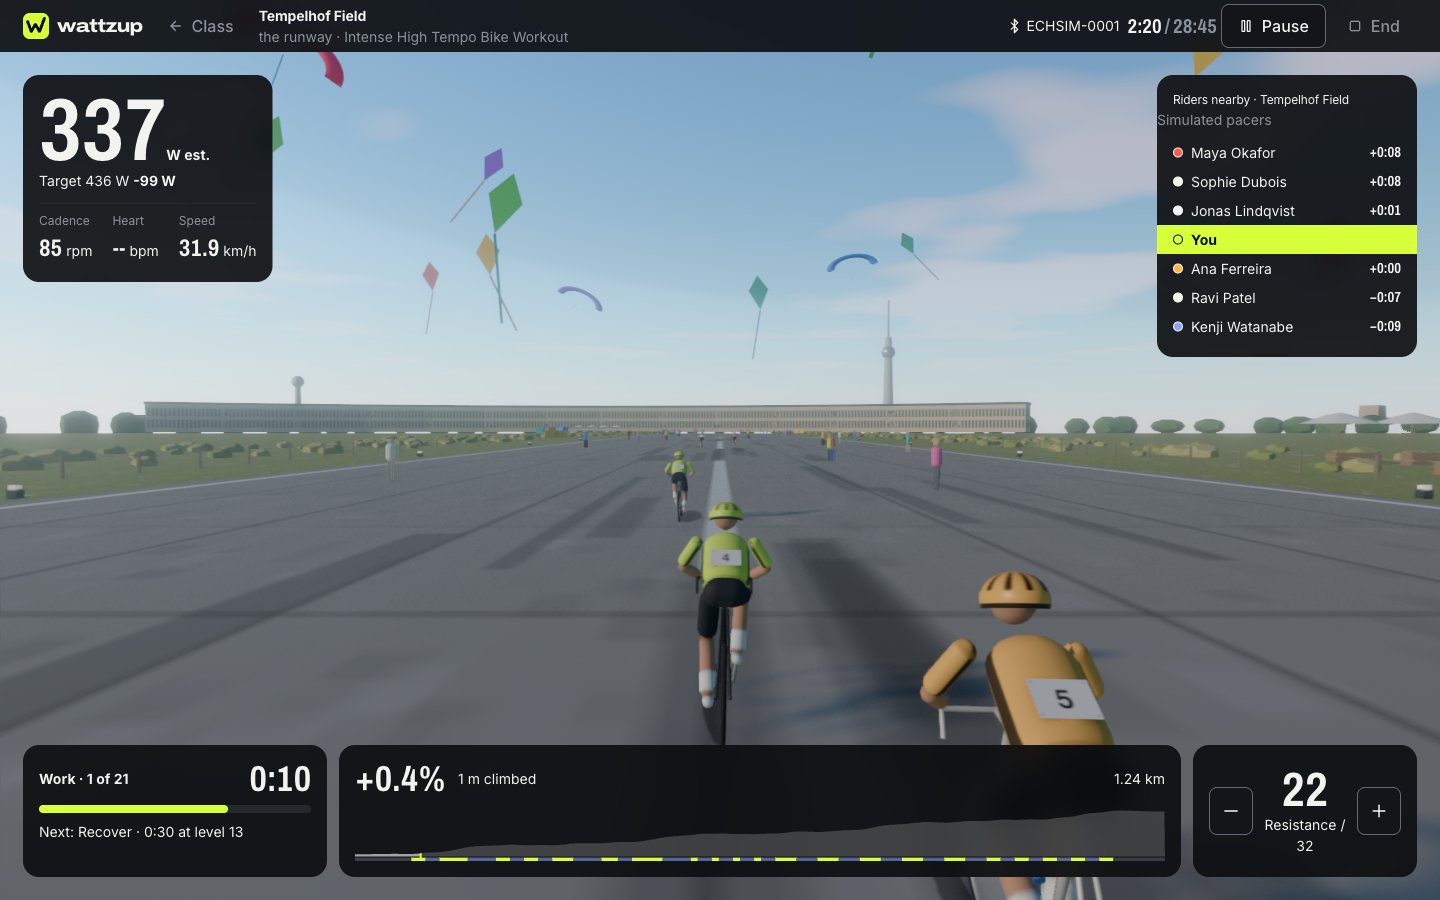 wattzup
Class
Tempelhof Field
the runway · Intense High Tempo Bike Workout
ECHSIM-0001 2:20 / 28:45
Pause
End
337 W est.
Target 436 W -99 W
Cadence Heart Speed
85 rpm -- bpm 31.9 km/h
Riders nearby · Tempelhof Field
Simulated pacers
Maya Okafor +0:08
Sophie Dubois +0:08
Jonas Lindqvist +0:01
You
Ana Ferreira +0:00
Ravi Patel −0:07
Kenji Watanabe −0:09
4
5
Work · 1 of 21 0:10
Next: Recover · 0:30 at level 13
+0.4% 1 m climbed 1.24 km
22
Resistance /
32